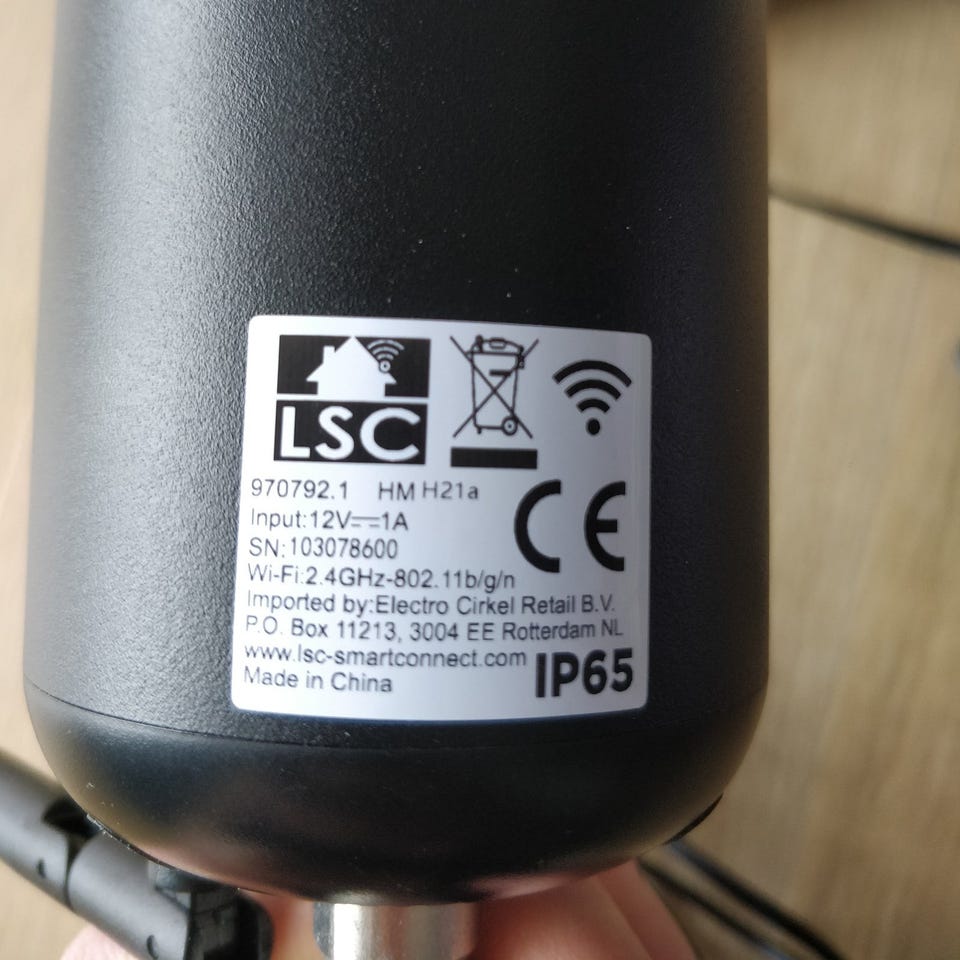 LSC
970792.1 HM H21a
Input:12V⎓1A
SN:103078600
Wi-Fi:2.4GHz-802.11b/g/n
Imported by:Electro Cirkel Retail B.V.
P.O. Box 11213, 3004 EE Rotterdam NL
www.lsc-smartconnect.com
Made in China
CE
IP65